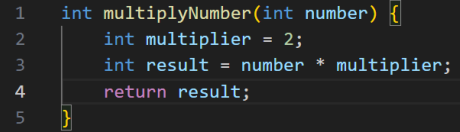 1 int multiplyNumber(int number) {
2     int multiplier = 2;
3     int result = number * multiplier;
4     return result;
5 }